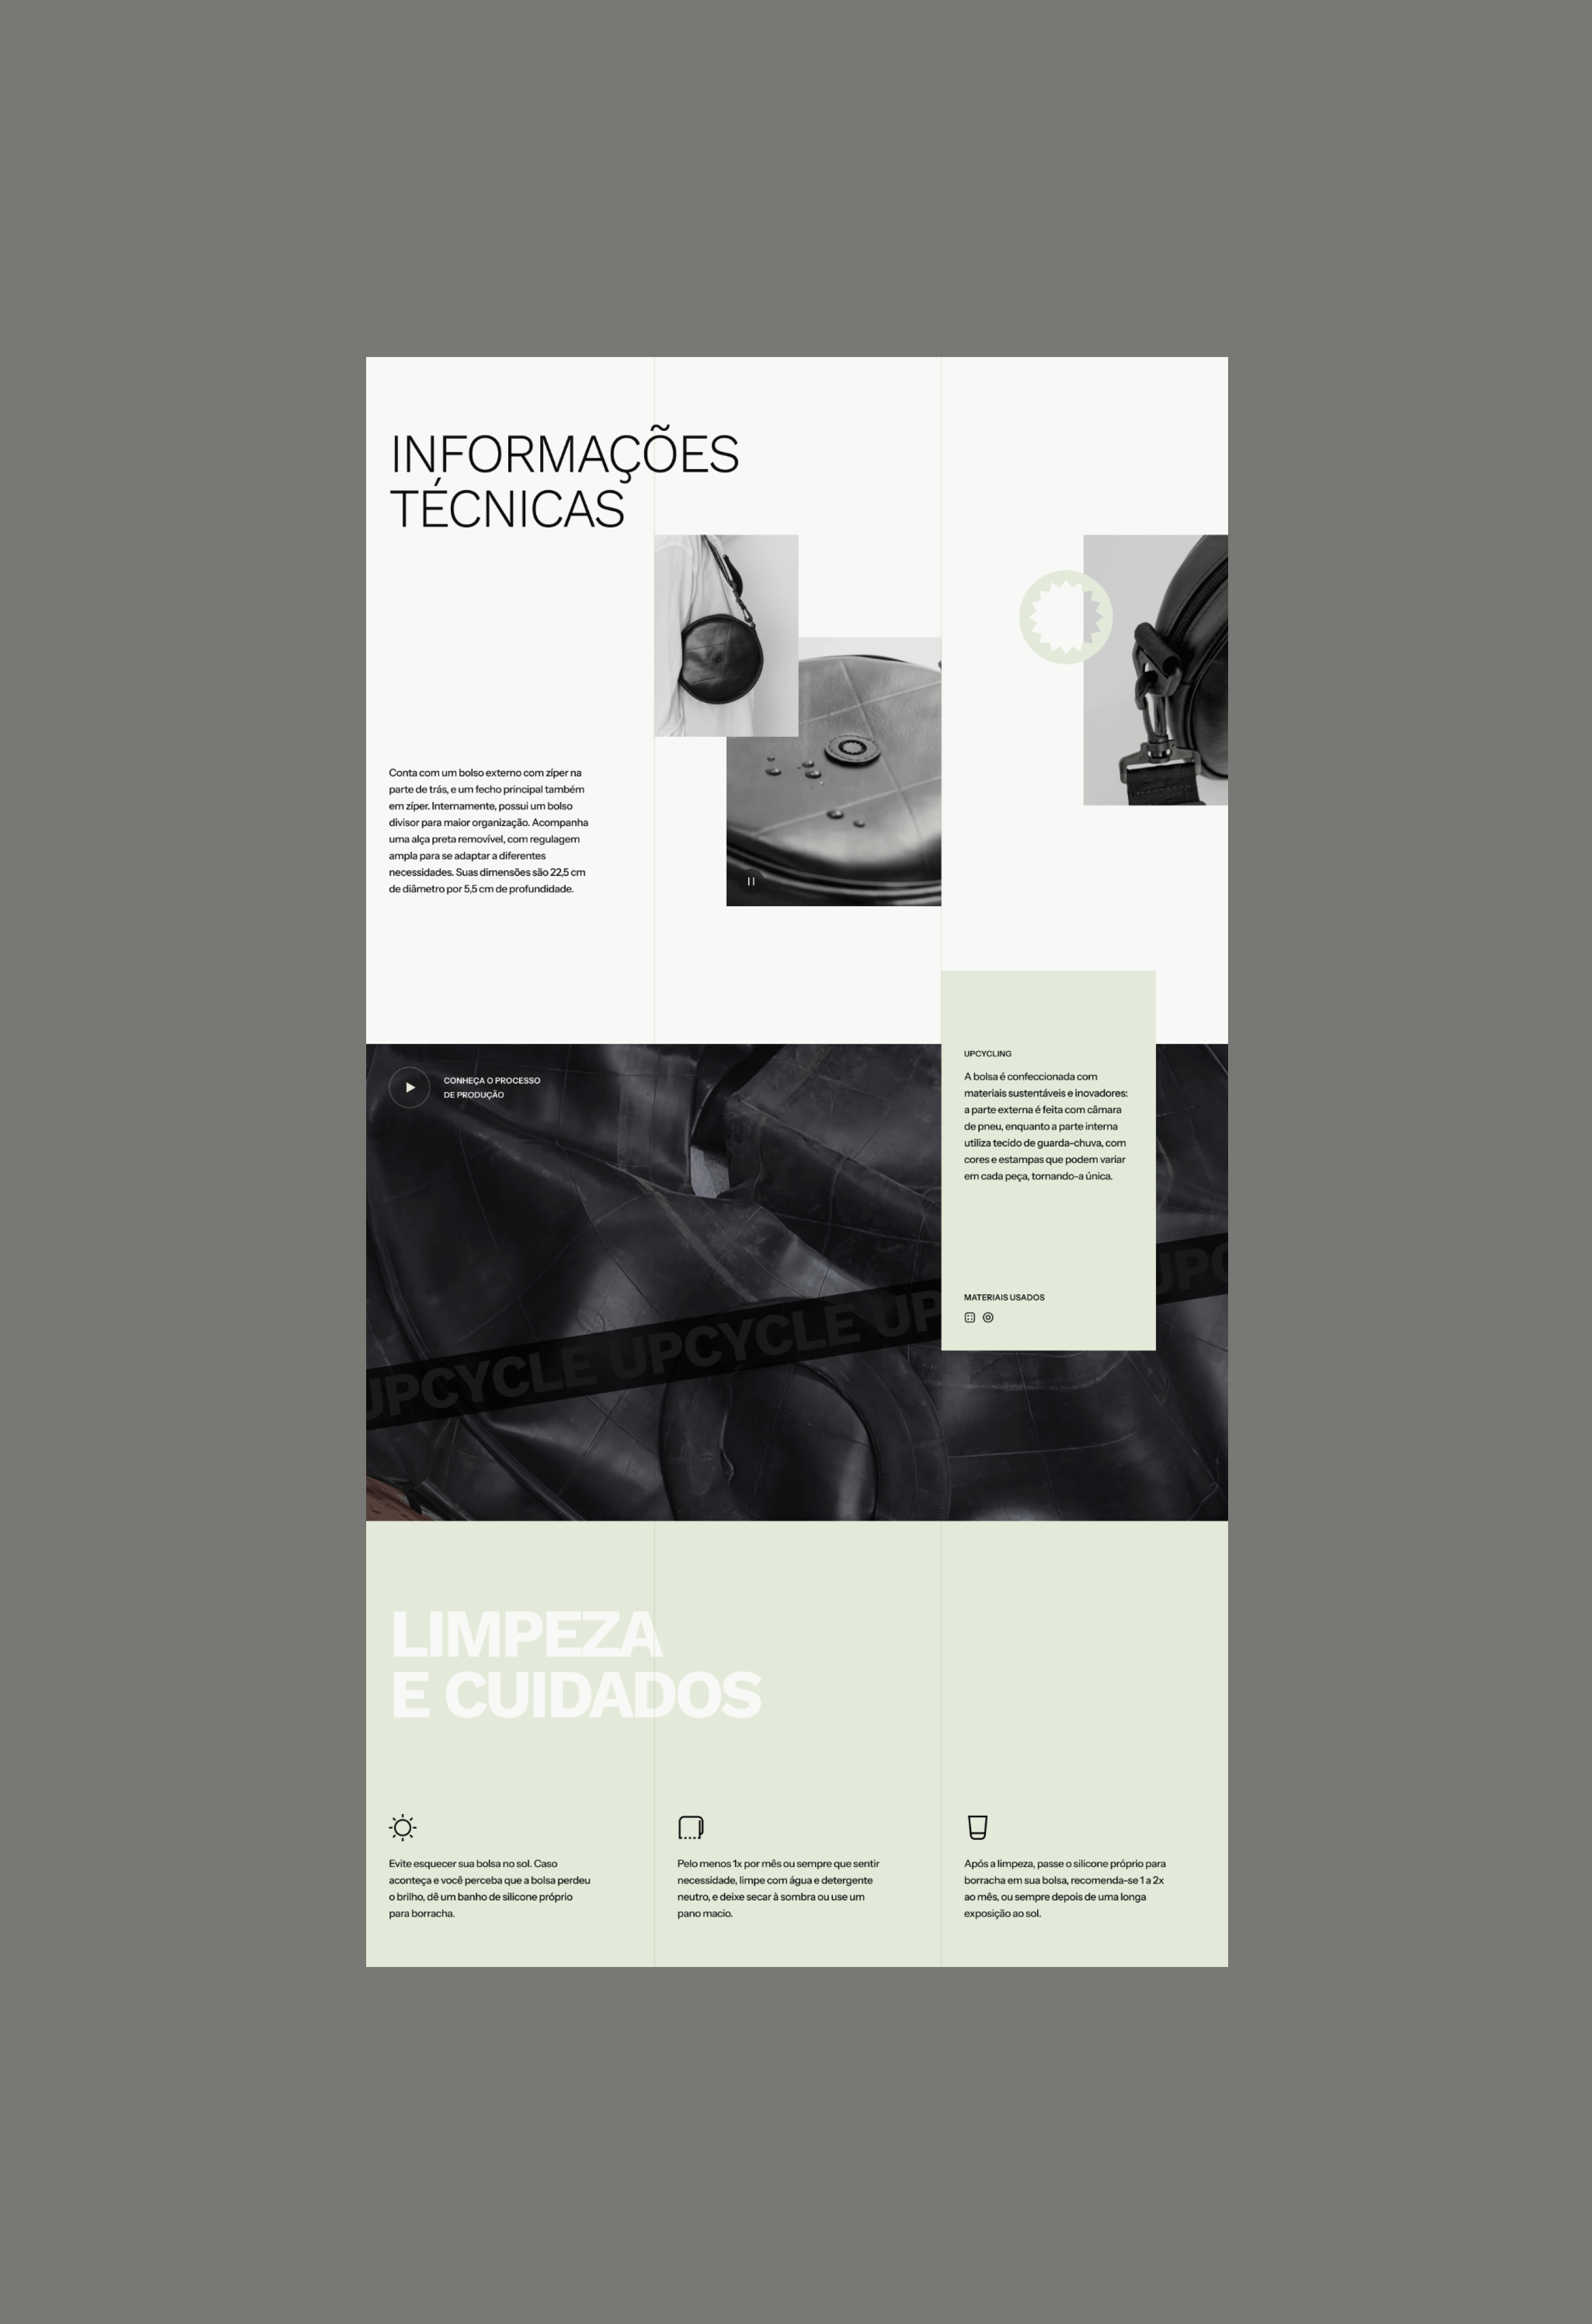 INFORMAÇÕES
TÉCNICAS
Conta com um bolso externo com zíper na
parte de trás, e um fecho principal também
em zíper. Internamente, possui um bolso
divisor para maior organização. Acompanha
uma alça preta removível, com regulagem
ampla para se adaptar a diferentes
necessidades. Suas dimensões são 22,5 cm
de diâmetro por 5,5 cm de profundidade.
CONHEÇA O PROCESSO
DE PRODUÇÃO
UPCYCLING
A bolsa é confeccionada com
materiais sustentáveis e inovadores:
a parte externa é feita com câmara
de pneu, enquanto a parte interna
utiliza tecido de guarda-chuva, com
cores e estampas que podem variar
em cada peça, tornando-a única.
MATERIAIS USADOS
UPCYCLE UPCYCLE UP UPC
LIMPEZA
E CUIDADOS
Evite esquecer sua bolsa no sol. Caso
aconteça e você perceba que a bolsa perdeu
o brilho, dê um banho de silicone próprio
para borracha.
Pelo menos 1x por mês ou sempre que sentir
necessidade, limpe com água e detergente
neutro, e deixe secar à sombra ou use um
pano macio.
Após a limpeza, passe o silicone próprio para
borracha em sua bolsa, recomenda-se 1 a 2x
ao mês, ou sempre depois de uma longa
exposição ao sol.